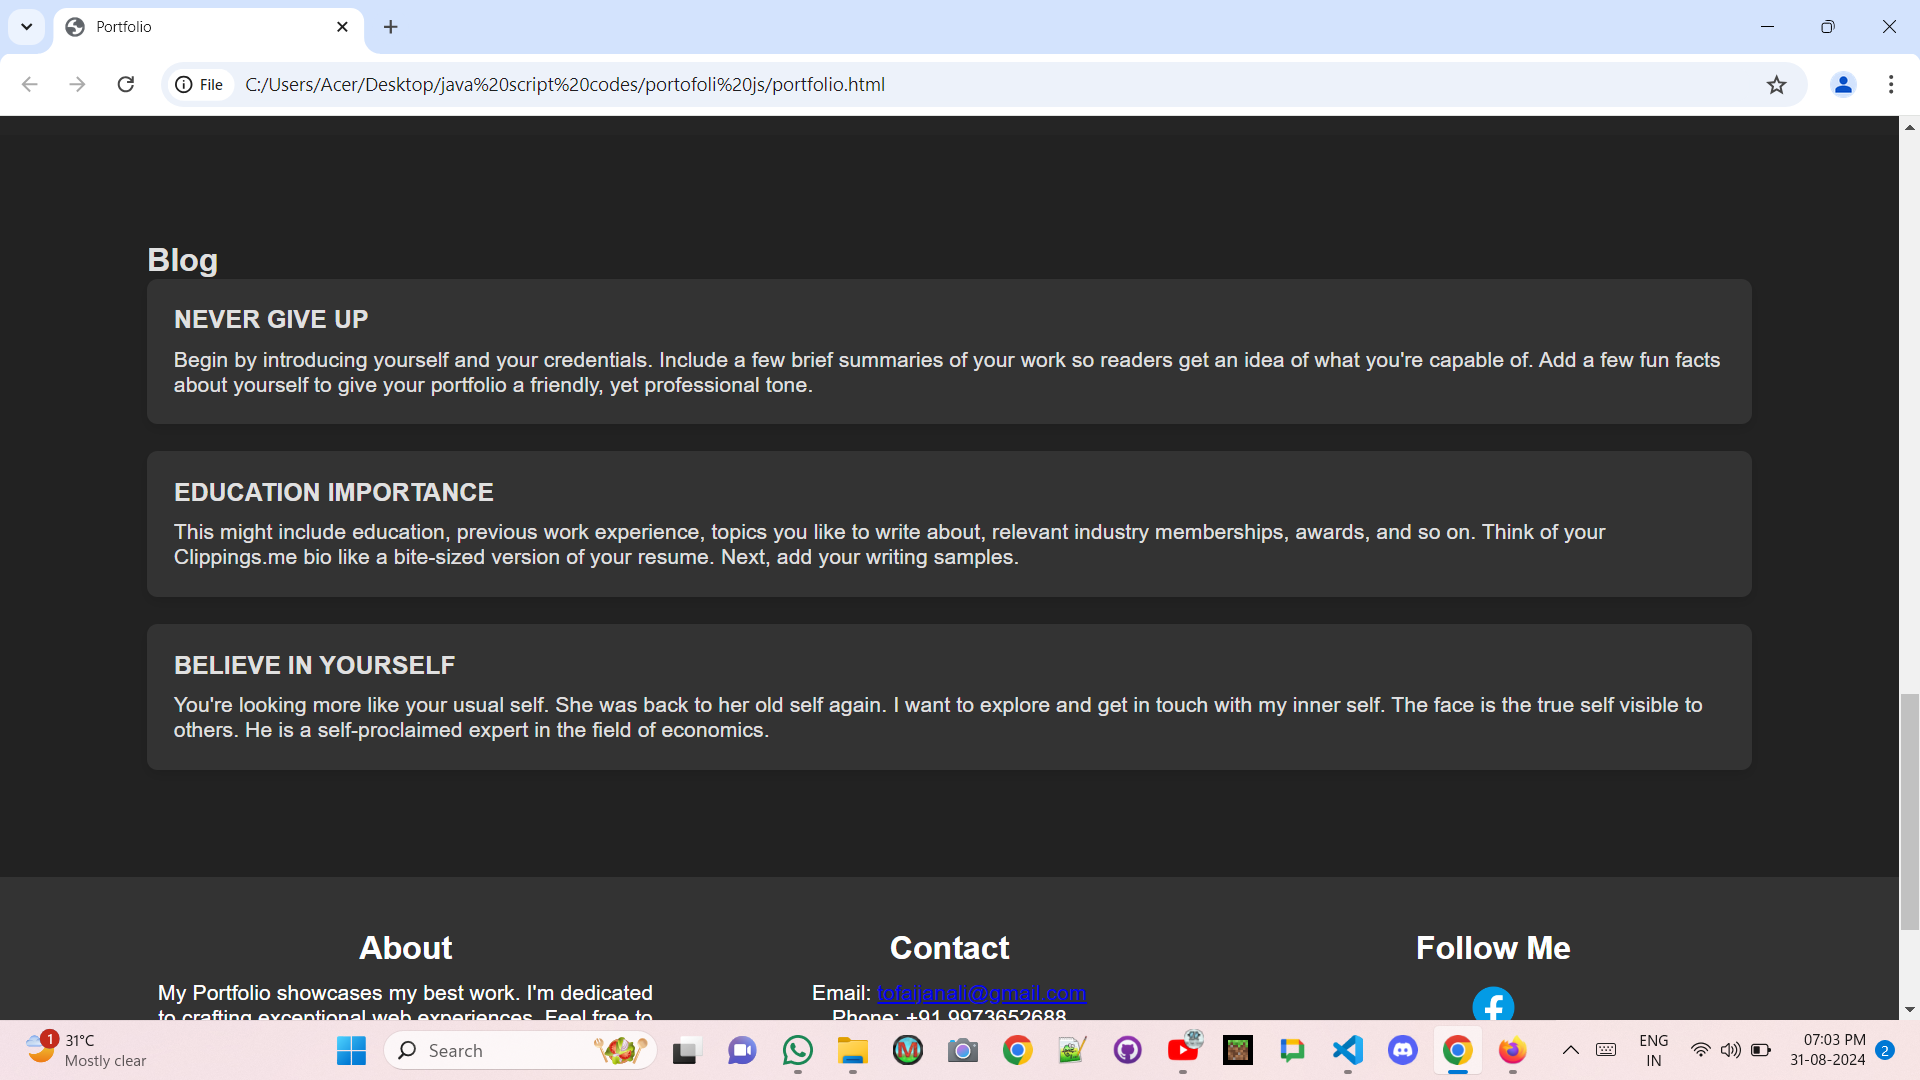 Portfolio
File
C:/Users/Acer/Desktop/java%20script%20codes/portofoli%20js/portfolio.html
Blog
NEVER GIVE UP
Begin by introducing yourself and your credentials. Include a few brief summaries of your work so readers get an idea of what you're capable of. Add a few fun facts
about yourself to give your portfolio a friendly, yet professional tone.
EDUCATION IMPORTANCE
This might include education, previous work experience, topics you like to write about, relevant industry memberships, awards, and so on. Think of your
Clippings.me bio like a bite-sized version of your resume. Next, add your writing samples.
BELIEVE IN YOURSELF
You're looking more like your usual self. She was back to her old self again. I want to explore and get in touch with my inner self. The face is the true self visible to
others. He is a self-proclaimed expert in the field of economics.
About
My Portfolio showcases my best work. I'm dedicated
to crafting exceptional web experiences. Feel free to
Contact
Email: tofaijanali@gmail.com
Phone: +91 9973652688
Follow Me
1
31°C
Mostly clear
Search
ENG
IN
07:03 PM
31-08-2024
2